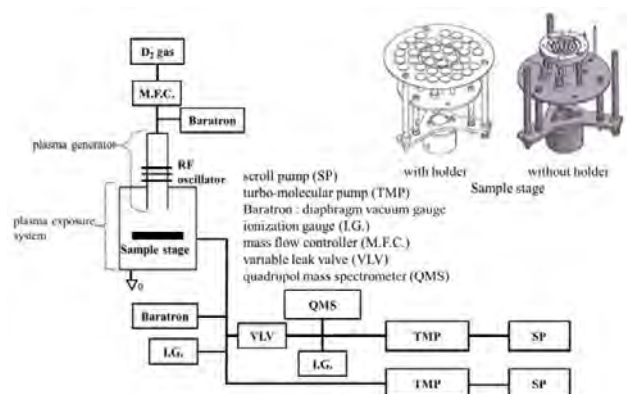 D₂ gas
M.F.C.
Baratron
plasma generator
RF
oscillator
plasma exposure
system
Sample stage
0
with holder
without holder
Sample stage
scroll pump (SP)
turbo-molecular pump (TMP)
Baratron : diaphragm vacuum gauge
ionization gauge (I.G.)
mass flow controller (M.F.C.)
variable leak valve (VLV)
quadrupol mass spectrometer (QMS)
QMS
Baratron
VLV
TMP
SP
I.G.
I.G.
TMP
SP